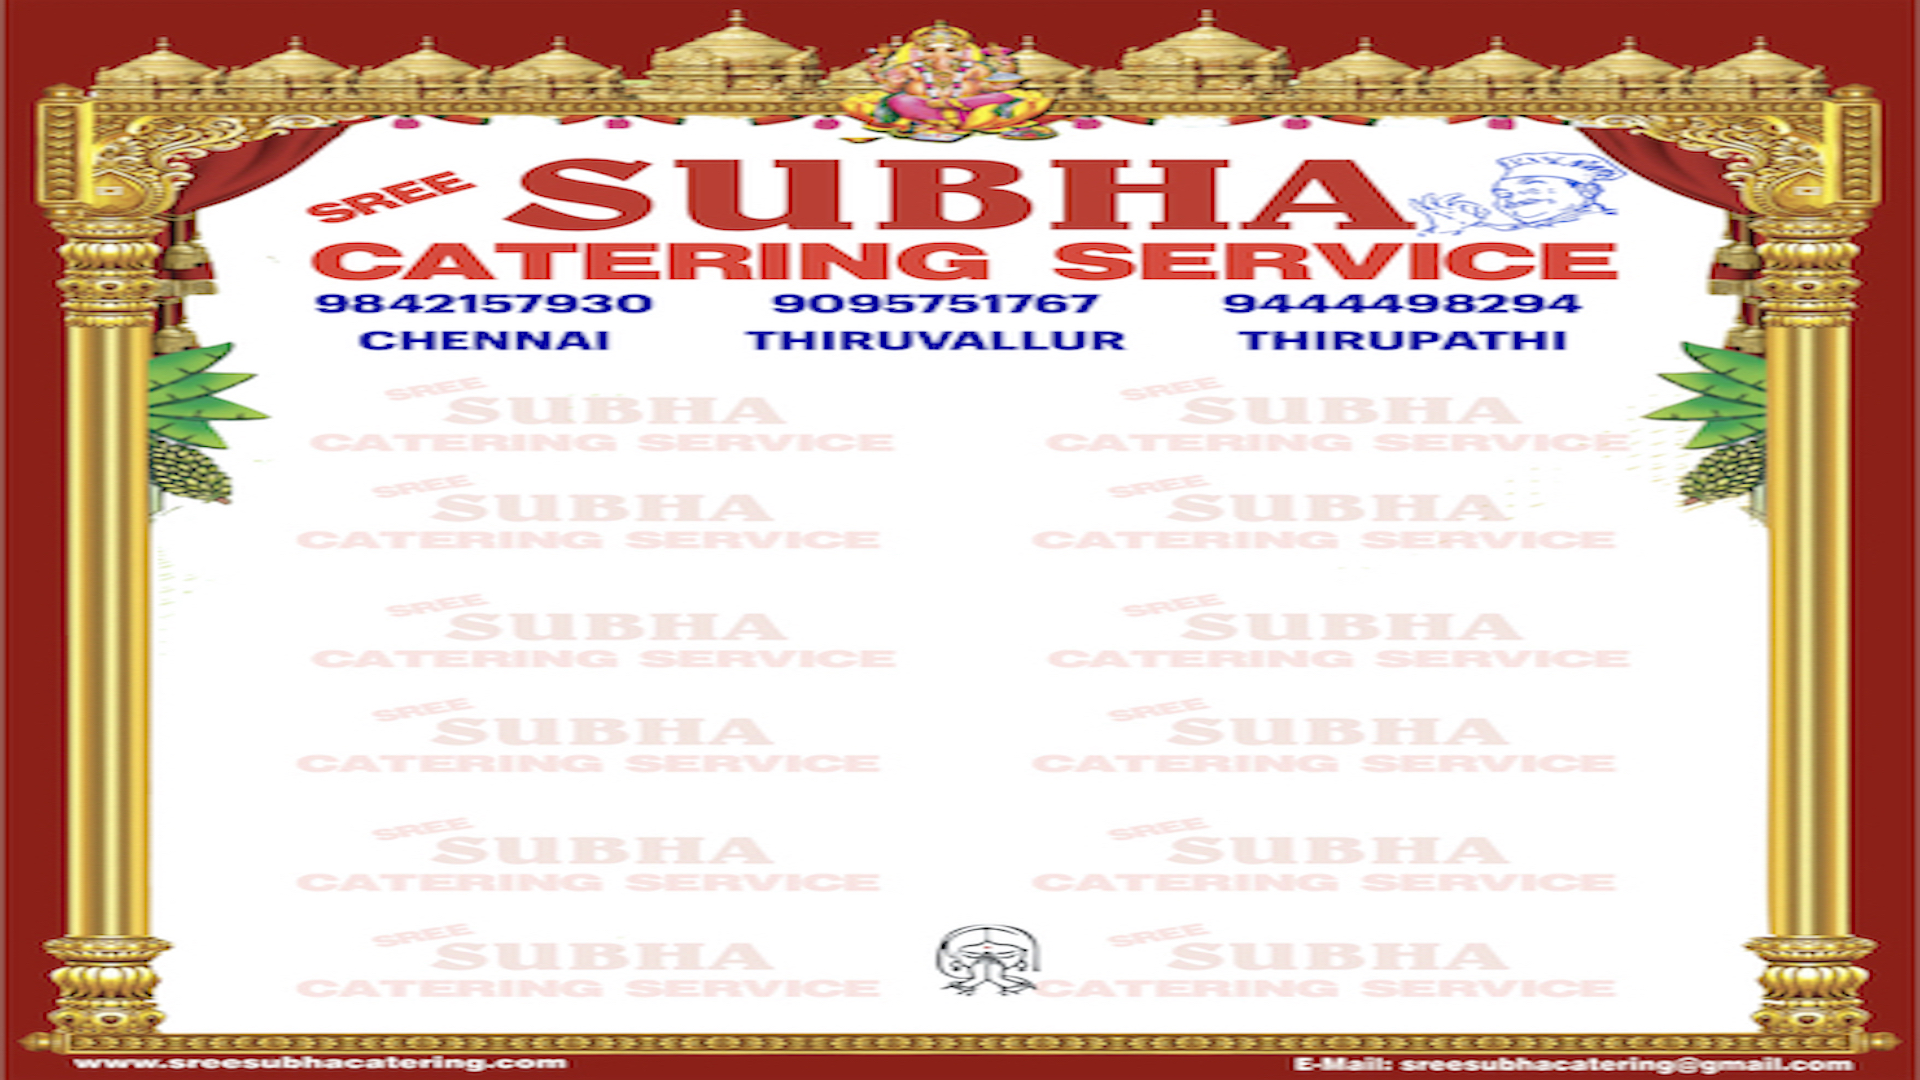 SREE SUBHA
CATERING SERVICE
9842157930 9095751767 9444498294
CHENNAI THIRUVALLUR THIRUPATHI
SREE SREE
SUBHA SUBHA
CATERING SERVICE CATERING SERVICE
SREE SREE
SUBHA SUBHA
CATERING SERVICE CATERING SERVICE
SREE SREE
SUBHA SUBHA
CATERING SERVICE CATERING SERVICE
SREE SREE
SUBHA SUBHA
CATERING SERVICE CATERING SERVICE
SREE SREE
SUBHA SUBHA
CATERING SERVICE CATERING SERVICE
SREE SREE
SUBHA SUBHA
CATERING SERVICE CATERING SERVICE
www.sreesubhacatering.com E-Mail: sreesubhacatering@gmail.com